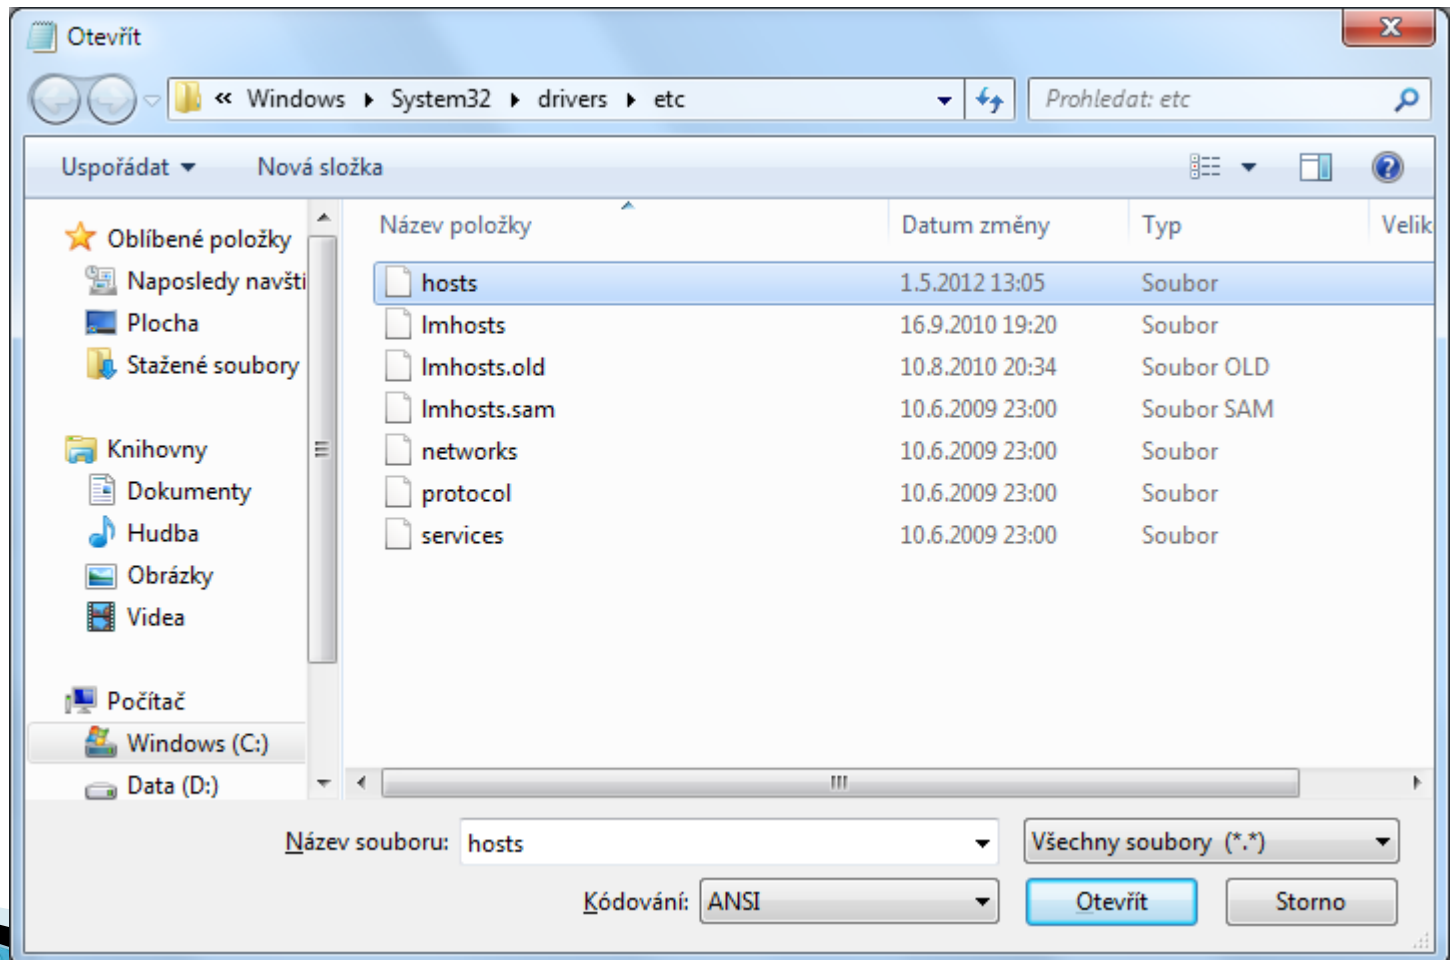 Otevřít
« Windows ▸ System32 ▸ drivers ▸ etc
Prohledat: etc
Uspořádat
Nová složka
Název položky Datum změny Typ Velik
Oblíbené položky
Naposledy navšti
Plocha
Stažené soubory
Knihovny
Dokumenty
Hudba
Obrázky
Videa
Počítač
Windows (C:)
Data (D:)
hosts 1.5.2012 13:05 Soubor
lmhosts 16.9.2010 19:20 Soubor
lmhosts.old 10.8.2010 20:34 Soubor OLD
lmhosts.sam 10.6.2009 23:00 Soubor SAM
networks 10.6.2009 23:00 Soubor
protocol 10.6.2009 23:00 Soubor
services 10.6.2009 23:00 Soubor
Název souboru: hosts
Všechny soubory (*.*)
Kódování: ANSI
Otevřít
Storno